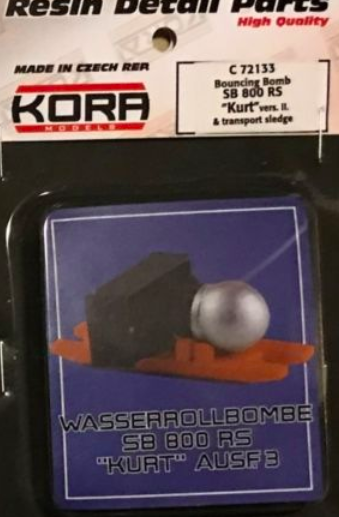 Resin Detail Parts
High Quality
MADE IN CZECH REP.
KORA
MODELS
C 72133
Bouncing Bomb
SB 800 RS
"Kurt" vers. II.
& transport sledge
WASSERROLLBOMBE
SB 800 RS
"KURT" AUSF.3